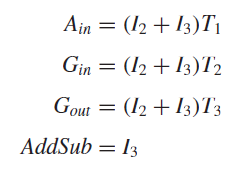 A_in = (I_2 + I_3)T_1
G_in = (I_2 + I_3)T_2
G_out = (I_2 + I_3)T_3
AddSub = I_3